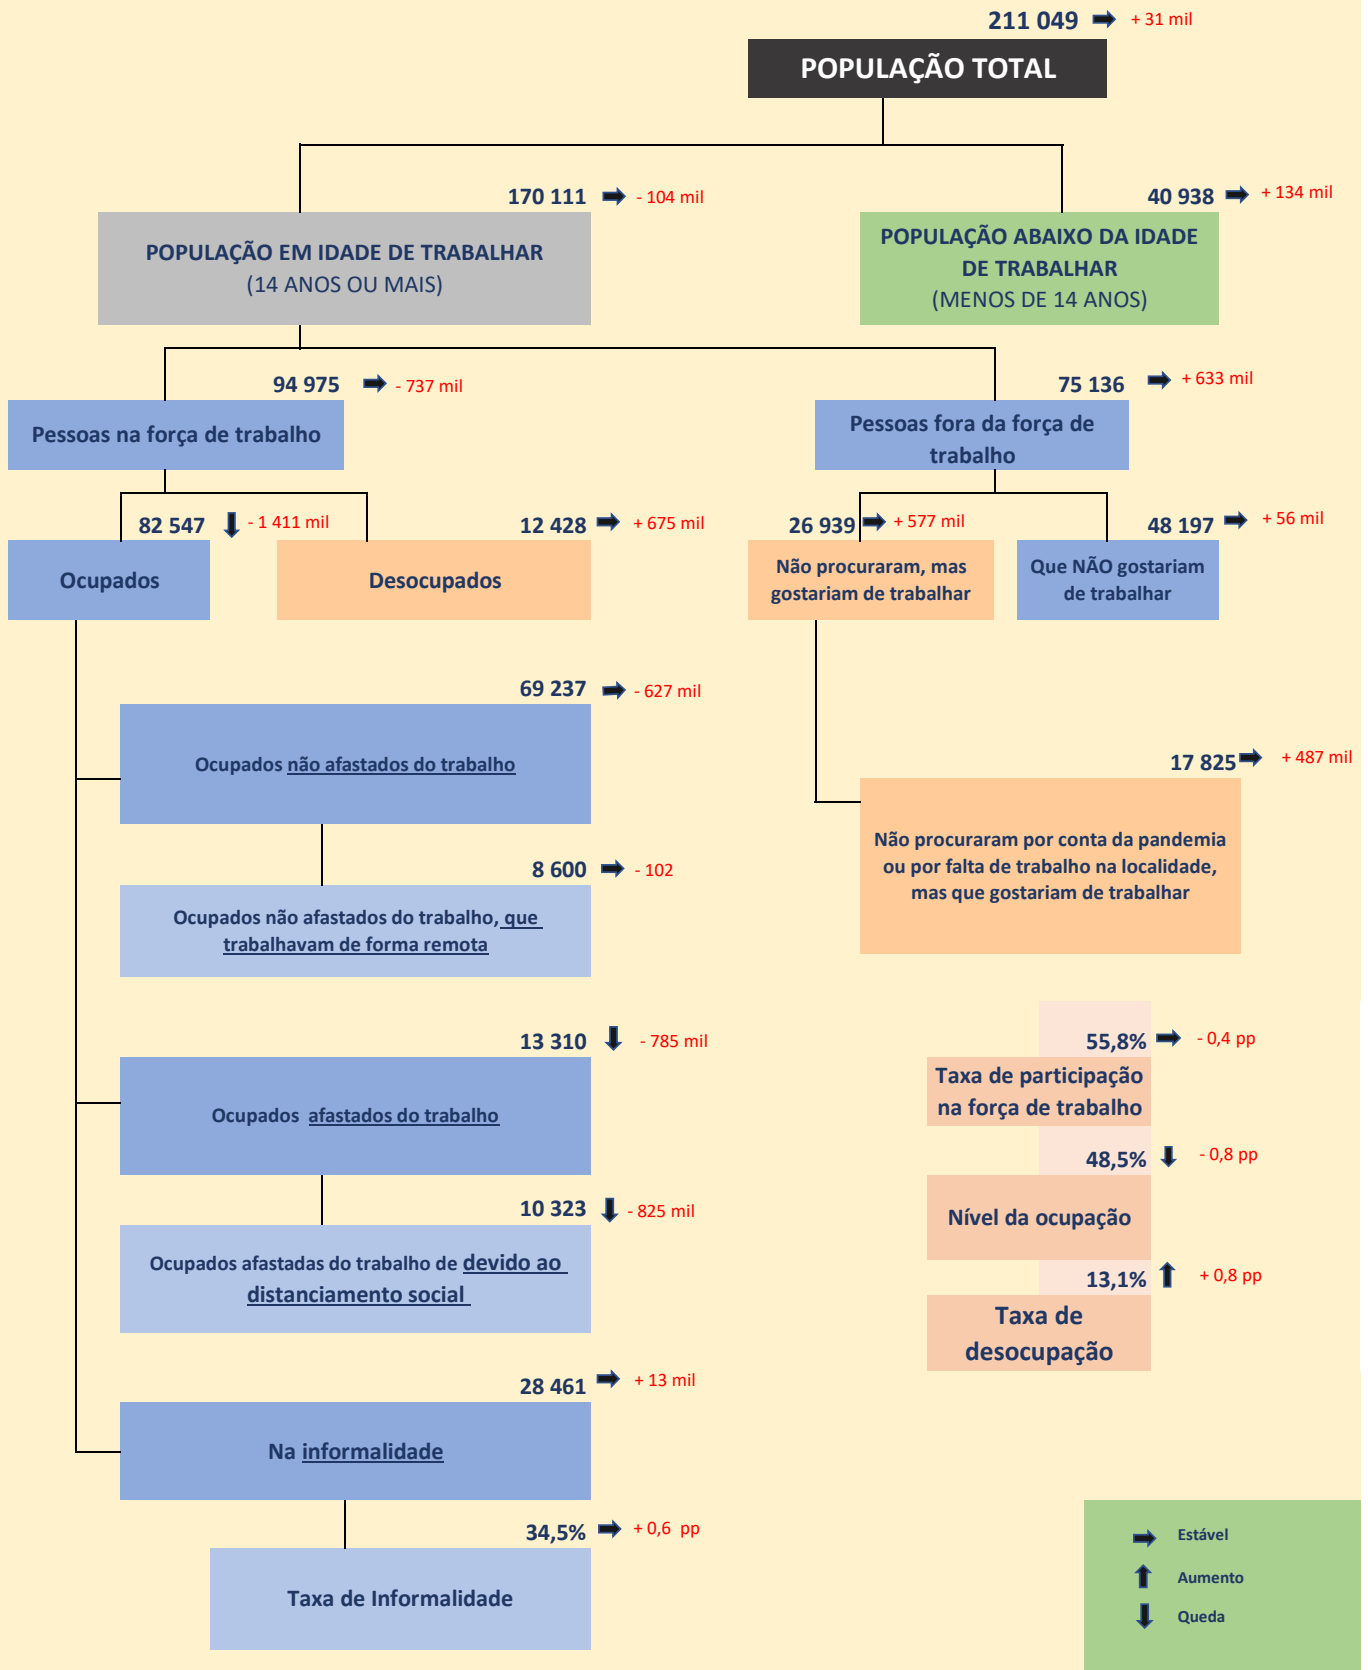 211 049 + 31 mil
POPULAÇÃO TOTAL
170 111 - 104 mil
POPULAÇÃO EM IDADE DE TRABALHAR
(14 ANOS OU MAIS)
40 938 + 134 mil
POPULAÇÃO ABAIXO DA IDADE
DE TRABALHAR
(MENOS DE 14 ANOS)
94 975 - 737 mil
Pessoas na força de trabalho
75 136 + 633 mil
Pessoas fora da força de
trabalho
82 547 - 1 411 mil
Ocupados
12 428 + 675 mil
Desocupados
26 939 + 577 mil
Não procuraram, mas
gostariam de trabalhar
48 197 + 56 mil
Que NÃO gostariam
de trabalhar
69 237 - 627 mil
Ocupados não afastados do trabalho
8 600 - 102
Ocupados não afastados do trabalho, que
trabalhavam de forma remota
17 825 + 487 mil
Não procuraram por conta da pandemia
ou por falta de trabalho na localidade,
mas que gostariam de trabalhar
13 310 - 785 mil
Ocupados afastados do trabalho
10 323 - 825 mil
Ocupados afastadas do trabalho de devido ao
distanciamento social
28 461 + 13 mil
Na informalidade
34,5% + 0,6 pp
Taxa de Informalidade
55,8% - 0,4 pp
Taxa de participação
na força de trabalho
48,5% - 0,8 pp
Nível da ocupação
13,1% + 0,8 pp
Taxa de
desocupação
Estável
Aumento
Queda